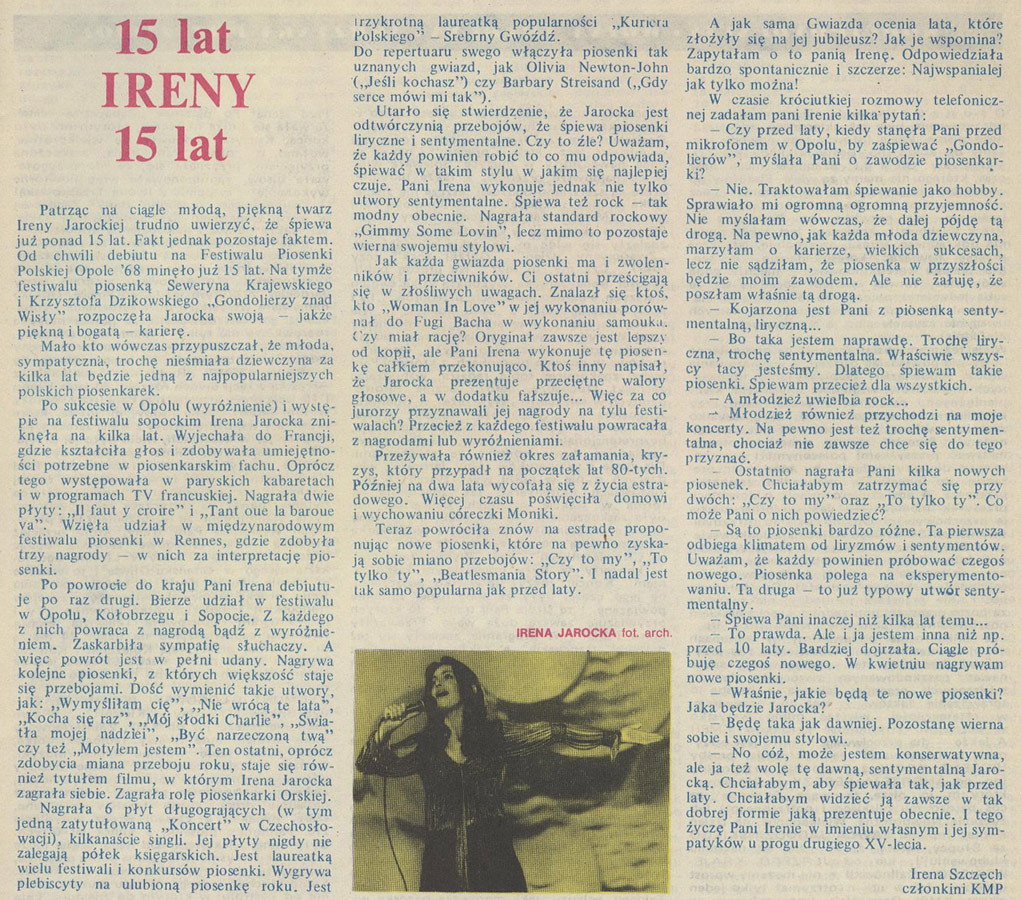 15 lat
IRENY
15 lat
Patrząc na ciągle młodą, piękną twarz
Ireny Jarockiej trudno uwierzyć, że śpiewa
już ponad 15 lat. Fakt jednak pozostaje faktem.
Od chwili debiutu na Festiwalu Piosenki
Polskiej Opole '68 minęło już 15 lat. Na tymże
festiwalu piosenką Seweryna Krajewskiego
i Krzysztofa Dzikowskiego „Gondolierzy znad
Wisły” rozpoczęła Jarocka swoją – jakże
piękną i bogatą – karierę.
Mało kto wówczas przypuszczał, że młoda,
sympatyczna, trochę nieśmiała dziewczyna za
kilka lat będzie jedną z najpopularniejszych
polskich piosenkarek.
Po sukcesie w Opolu (wyróżnienie) i wystę-
pie na festiwalu sopockim Irena Jarocka zni-
knęła na kilka lat. Wyjechała do Francji,
gdzie kształciła głos i zdobywała umiejętno-
ści potrzebne w piosenkarskim fachu. Oprócz
tego występowała w paryskich kabaretach
i w programach TV francuskiej. Nagrała dwie
płyty: „Il faut y croire” i „Tant oue la baroue
va”. Wzięła udział w międzynarodowym
festiwalu piosenki w Rennes, gdzie zdobyła
trzy nagrody – w nich za interpretację pio-
senki.
Po powrocie do kraju Pani Irena debiutu-
je po raz drugi. Bierze udział w festiwalu
w Opolu, Kołobrzegu i Sopocie. Z każdego
z nich powraca z nagrodą bądź z wyróżnie-
niem. Zaskarbiła sympatię słuchaczy. A
więc powrót jest w pełni udany. Nagrywa
kolejne piosenki, z których większość staje
się przebojami. Dość wymienić takie utwory,
jak: „Wymyśliłam cię”, „Nie wrócą te lata”,
„Kocha się raz”, „Mój słodki Charlie”, „Świa-
tła mojej nadziei”, „Być narzeczoną twą”
czy też „Motylem jestem”. Ten ostatni, oprócz
zdobycia miana przeboju roku, staje się rów-
nież tytułem filmu, w którym Irena Jarocka
zagrała siebie. Zagrała rolę piosenkarki Orskiej.
Nagrała 6 płyt długogrających (w tym
jedną zatytułowaną „Koncert” w Czechosło-
wacji), kilkanaście singli. Jej płyty nigdy nie
zalegają półek księgarskich. Jest laureatką
wielu festiwali i konkursów piosenki. Wygrywa
plebiscyty na ulubioną piosenkę roku. Jest
trzykrotną laureatką popularności „Kuriera
Polskiego” – Srebrny Gwóźdź.
Do repertuaru swego włączyła piosenki tak
uznanych gwiazd, jak Olivia Newton-John
(„Jeśli kochasz”) czy Barbary Streisand („Gdy
serce mówi mi tak”).
Utarło się stwierdzenie, że Jarocka jest
odtwórczynią przebojów, że śpiewa piosenki
liryczne i sentymentalne. Czy to źle? Uważam,
że każdy powinien robić to co mu odpowiada,
śpiewać w takim stylu w jakim się najlepiej
czuje. Pani Irena wykonuje jednak nie tylko
utwory sentymentalne. Śpiewa też rock – tak
modny obecnie. Nagrała standard rockowy
„Gimmy Some Lovin”, lecz mimo to pozostaje
wierna swojemu stylowi.
Jak każda gwiazda piosenki ma i zwolen-
ników i przeciwników. Ci ostatni prześcigają
się w złośliwych uwagach. Znalazł się ktoś,
kto „Woman In Love” w jej wykonaniu porów-
nał do Fugi Bacha w wykonaniu samouka.
Czy miał rację? Oryginał zawsze jest lepszy
od kopii, ale Pani Irena wykonuje tę piosen-
kę całkiem przekonująco. Ktoś inny napisał,
że Jarocka prezentuje przeciętne walory
głosowe, a w dodatku fałszuje... Więc za co
jurorzy przyznawali jej nagrody na tylu festi-
walach? Przecież z każdego festiwalu powracała
z nagrodami lub wyróżnieniami.
Przeżywała również okres załamania, kry-
zys, który przypadł na początek lat 80-tych.
Później na dwa lata wycofała się z życia estra-
dowego. Więcej czasu poświęciła domowi
i wychowaniu córeczki Moniki.
Teraz powróciła znów na estradę propo-
nując nowe piosenki, które na pewno zyska-
ją sobie miano przebojów: „Czy to my”, „To
tylko ty”, „Beatlesmania Story”. I nadal jest
tak samo popularna jak przed laty.
IRENA JAROCKA fot. arch.
A jak sama Gwiazda ocenia lata, które
złożyły się na jej jubileusz? Jak je wspomina?
Zapytałam o to panią Irenę. Odpowiedziała
bardzo spontanicznie i szczerze: Najwspanialej
jak tylko można!
W czasie króciutkiej rozmowy telefonicz-
nej zadałam pani Irenie kilka pytań:
– Czy przed laty, kiedy stanęła Pani przed
mikrofonem w Opolu, by zaśpiewać „Gondo-
lierów”, myślała Pani o zawodzie piosenkar-
ki?
– Nie. Traktowałam śpiewanie jako hobby.
Sprawiało mi ogromną ogromną przyjemność.
Nie myślałam wówczas, że dalej pójdę tą
drogą. Na pewno, jak każda młoda dziewczyna,
marzyłam o karierze, wielkich sukcesach,
lecz nie sądziłam, że piosenka w przyszłości
będzie moim zawodem. Ale nie żałuję, że
poszłam właśnie tą drogą.
– Kojarzona jest Pani z piosenką senty-
mentalną, liryczną...
– Bo taka jestem naprawdę. Trochę liry-
czna, trochę sentymentalna. Właściwie wszys-
cy tacy jesteśmy. Dlatego śpiewam takie
piosenki. Śpiewam przecież dla wszystkich.
– A młodzież uwielbia rock...
– Młodzież również przychodzi na moje
koncerty. Na pewno jest też trochę sentymen-
talna, chociaż nie zawsze chce się do tego
przyznać.
– Ostatnio nagrała Pani kilka nowych
piosenek. Chciałabym zatrzymać się przy
dwóch: „Czy to my” oraz „To tylko ty”. Co
może Pani o nich powiedzieć?
– Są to piosenki bardzo różne. Ta pierwsza
odbiega klimatem od liryzmów i sentymentów.
Uważam, że każdy powinien próbować czegoś
nowego. Piosenka polega na eksperymento-
waniu. Ta druga – to już typowy utwór senty-
mentalny.
– Śpiewa Pani inaczej niż kilka lat temu...
– To prawda. Ale i ja jestem inna niż np.
przed 10 laty. Bardziej dojrzała. Ciągle pró-
buję czegoś nowego. W kwietniu nagrywam
nowe piosenki.
– Właśnie, jakie będą te nowe piosenki?
Jaka będzie Jarocka?
– Będę taka jak dawniej. Pozostanę wierna
sobie i swojemu stylowi.
– No cóż, może jestem konserwatywna,
ale ja też wolę tę dawną, sentymentalną Jaro-
cką. Chciałabym, aby śpiewała tak, jak przed
laty. Chciałabym widzieć ją zawsze w tak
dobrej formie jaką prezentuje obecnie. I tego
życzę Pani Irenie w imieniu własnym i jej sym-
patyków u progu drugiego XV-lecia.
Irena Szczęch
członkini KMP